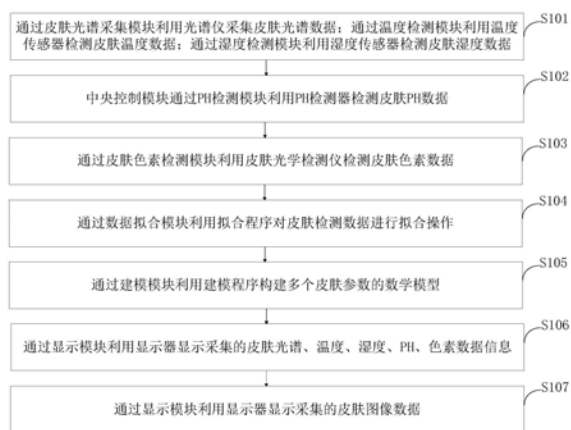 S101
通过皮肤光谱采集模块利用光谱仪采集皮肤光谱数据；通过温度检测模块利用温度
传感器检测皮肤温度数据；通过湿度检测模块利用湿度传感器检测皮肤湿度数据
S102
中央控制模块通过PH检测模块利用PH检测器检测皮肤PH数据
S103
通过皮肤色素检测模块利用皮肤光学检测仪检测皮肤色素数据
S104
通过数据拟合模块利用拟合程序对皮肤检测数据进行拟合操作
S105
通过建模模块利用建模程序构建多个皮肤参数的数学模型
S106
通过显示模块利用显示器显示采集的皮肤光谱、温度、湿度、PH、色素数据信息
S107
通过显示模块利用显示器显示采集的皮肤图像数据